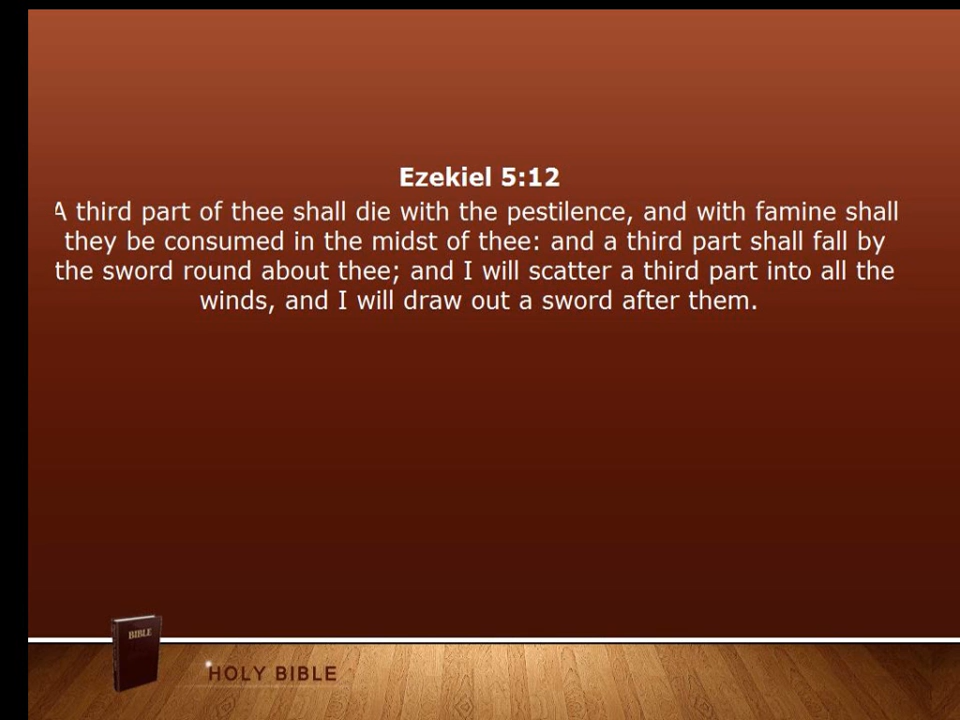 Ezekiel 5:12
A third part of thee shall die with the pestilence, and with famine shall
they be consumed in the midst of thee: and a third part shall fall by
the sword round about thee; and I will scatter a third part into all the
winds, and I will draw out a sword after them.
BIBLE
HOLY BIBLE